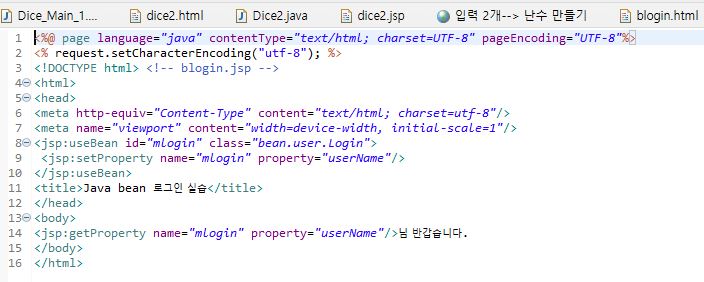 Dice_Main_1.... dice2.html Dice2.java dice2.jsp 입력 2개--> 난수 만들기 blogin.html
1 <%@ page language="java" contentType="text/html; charset=UTF-8" pageEncoding="UTF-8"%>
2 <% request.setCharacterEncoding("utf-8"); %>
3 <!DOCTYPE html> <!-- blogin.jsp -->
4 <html>
5 <head>
6 <meta http-equiv="Content-Type" content="text/html; charset=utf-8"/>
7 <meta name="viewport" content="width=device-width, initial-scale=1"/>
8 <jsp:useBean id="mlogin" class="bean.user.Login">
9 <jsp:setProperty name="mlogin" property="userName"/>
10 </jsp:useBean>
11 <title>Java bean 로그인 실습</title>
12 </head>
13 <body>
14 <jsp:getProperty name="mlogin" property="userName"/>님 반갑습니다.
15 </body>
16 </html>